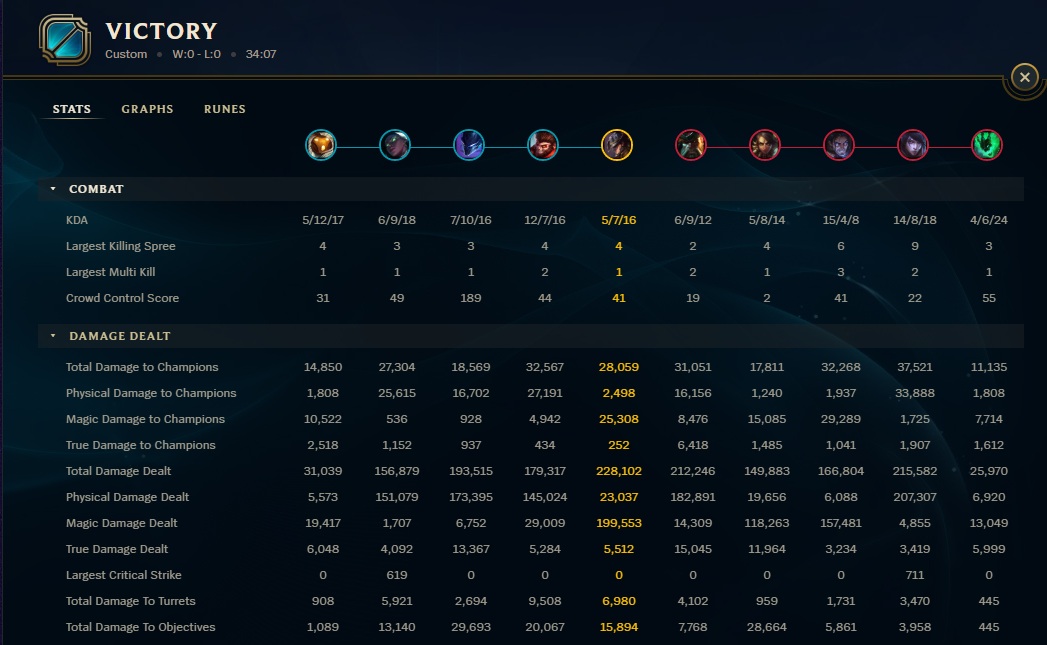 VICTORY
Custom • W:0 - L:0 • 34:07
STATS GRAPHS RUNES
COMBAT
KDA 5/12/17 6/9/18 7/10/16 12/7/16 5/7/16 6/9/12 5/8/14 15/4/8 14/8/18 4/6/24
Largest Killing Spree 4 3 3 4 4 2 4 6 9 3
Largest Multi Kill 1 1 1 2 1 2 1 3 2 1
Crowd Control Score 31 49 189 44 41 19 2 41 22 55
DAMAGE DEALT
Total Damage to Champions 14,850 27,304 18,569 32,567 28,059 31,051 17,811 32,268 37,521 11,135
Physical Damage to Champions 1,808 25,615 16,702 27,191 2,498 16,156 1,240 1,937 33,888 1,808
Magic Damage to Champions 10,522 536 928 4,942 25,308 8,476 15,085 29,289 1,725 7,714
True Damage to Champions 2,518 1,152 937 434 252 6,418 1,485 1,041 1,907 1,612
Total Damage Dealt 31,039 156,879 193,515 179,317 228,102 212,246 149,883 166,804 215,582 25,970
Physical Damage Dealt 5,573 151,079 173,395 145,024 23,037 182,891 19,656 6,088 207,307 6,920
Magic Damage Dealt 19,417 1,707 6,752 29,009 199,553 14,309 118,263 157,481 4,855 13,049
True Damage Dealt 6,048 4,092 13,367 5,284 5,512 15,045 11,964 3,234 3,419 5,999
Largest Critical Strike 0 619 0 0 0 0 0 0 711 0
Total Damage To Turrets 908 5,921 2,694 9,508 6,980 4,102 959 1,731 3,470 445
Total Damage To Objectives 1,089 13,140 29,693 20,067 15,894 7,768 28,664 5,861 3,958 445